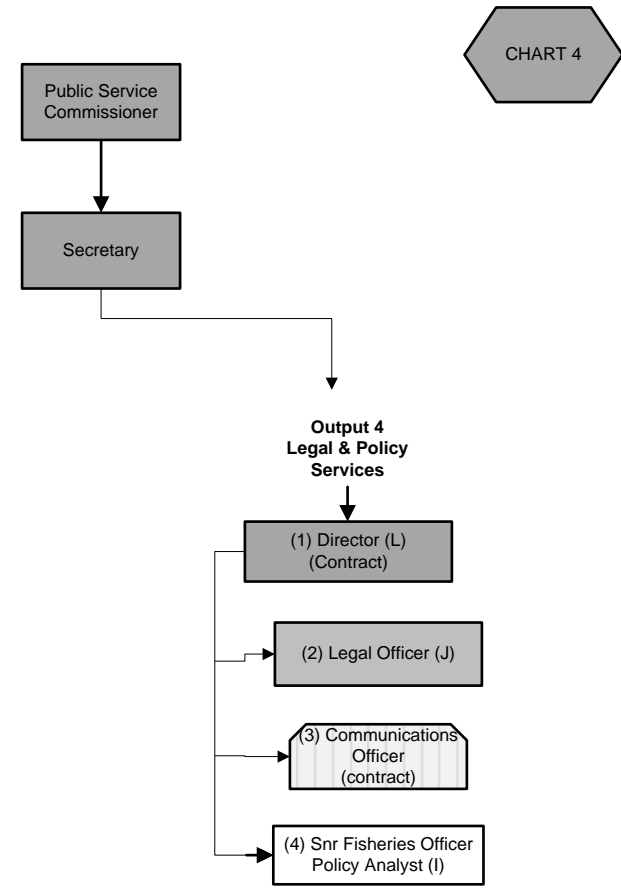 CHART 4
Public Service
Commissioner
Secretary
Output 4
Legal & Policy
Services
(1) Director (L)
(Contract)
(2) Legal Officer (J)
(3) Communications
Officer
(contract)
(4) Snr Fisheries Officer
Policy Analyst (I)